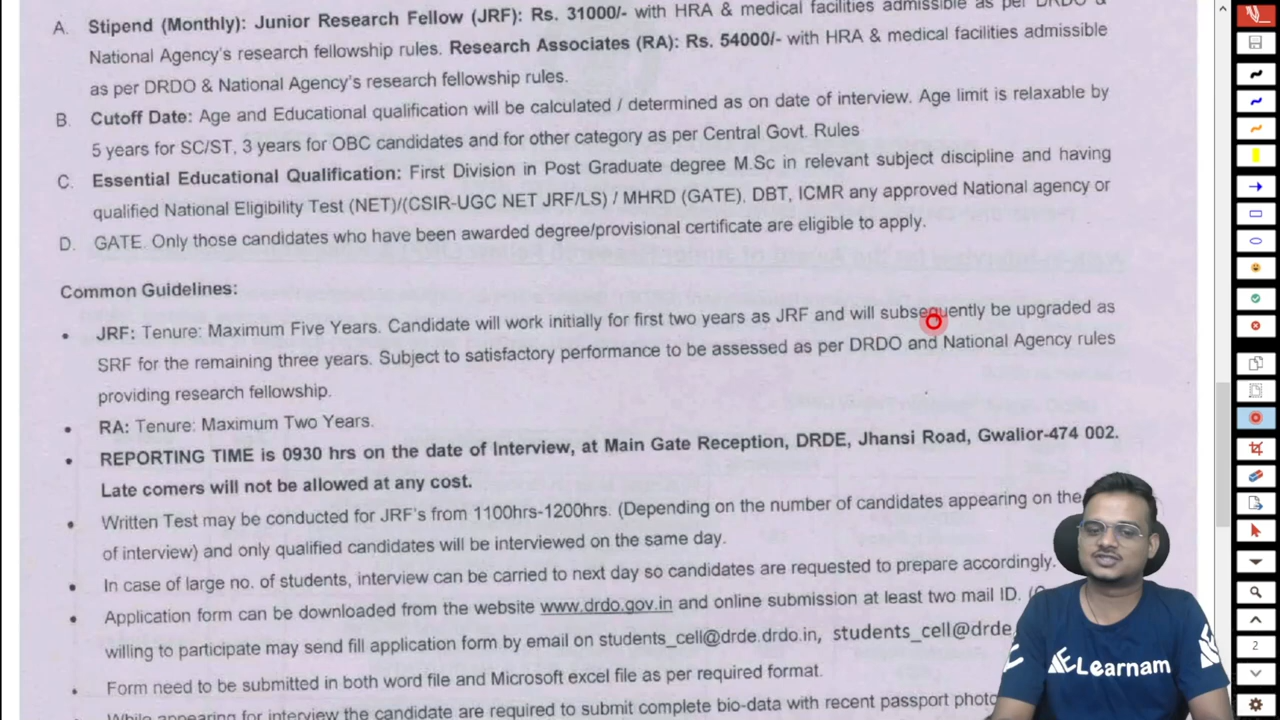 A. Stipend (Monthly): Junior Research Fellow (JRF): Rs. 31000/- with HRA & medical facilities admissible as per DRDO &
National Agency's research fellowship rules. Research Associates (RA): Rs. 54000/- with HRA & medical facilities admissible
as per DRDO & National Agency's research fellowship rules.
B. Cutoff Date: Age and Educational qualification will be calculated / determined as on date of interview. Age limit is relaxable by
5 years for SC/ST, 3 years for OBC candidates and for other category as per Central Govt. Rules
C. Essential Educational Qualification: First Division in Post Graduate degree M.Sc in relevant subject discipline and having
qualified National Eligibility Test (NET)/(CSIR-UGC NET JRF/LS) / MHRD (GATE), DBT, ICMR any approved National agency or
D. GATE. Only those candidates who have been awarded degree/provisional certificate are eligible to apply.
Common Guidelines:
• JRF: Tenure: Maximum Five Years. Candidate will work initially for first two years as JRF and will subsequently be upgraded as
SRF for the remaining three years. Subject to satisfactory performance to be assessed as per DRDO and National Agency rules
providing research fellowship.
• RA: Tenure: Maximum Two Years.
• REPORTING TIME is 0930 hrs on the date of Interview, at Main Gate Reception, DRDE, Jhansi Road, Gwalior-474 002.
Late comers will not be allowed at any cost.
• Written Test may be conducted for JRF's from 1100hrs-1200hrs. (Depending on the number of candidates appearing on the
of interview) and only qualified candidates will be interviewed on the same day.
• In case of large no. of students, interview can be carried to next day so candidates are requested to prepare accordingly.
• Application form can be downloaded from the website www.drdo.gov.in and online submission at least two mail ID.
willing to participate may send fill application form by email on students_cell@drde.drdo.in, students_cell@drde
• Form need to be submitted in both word file and Microsoft excel file as per required format.
• While appearing for interview the candidate are required to submit complete bio-data with recent passport photo
Learnam
2